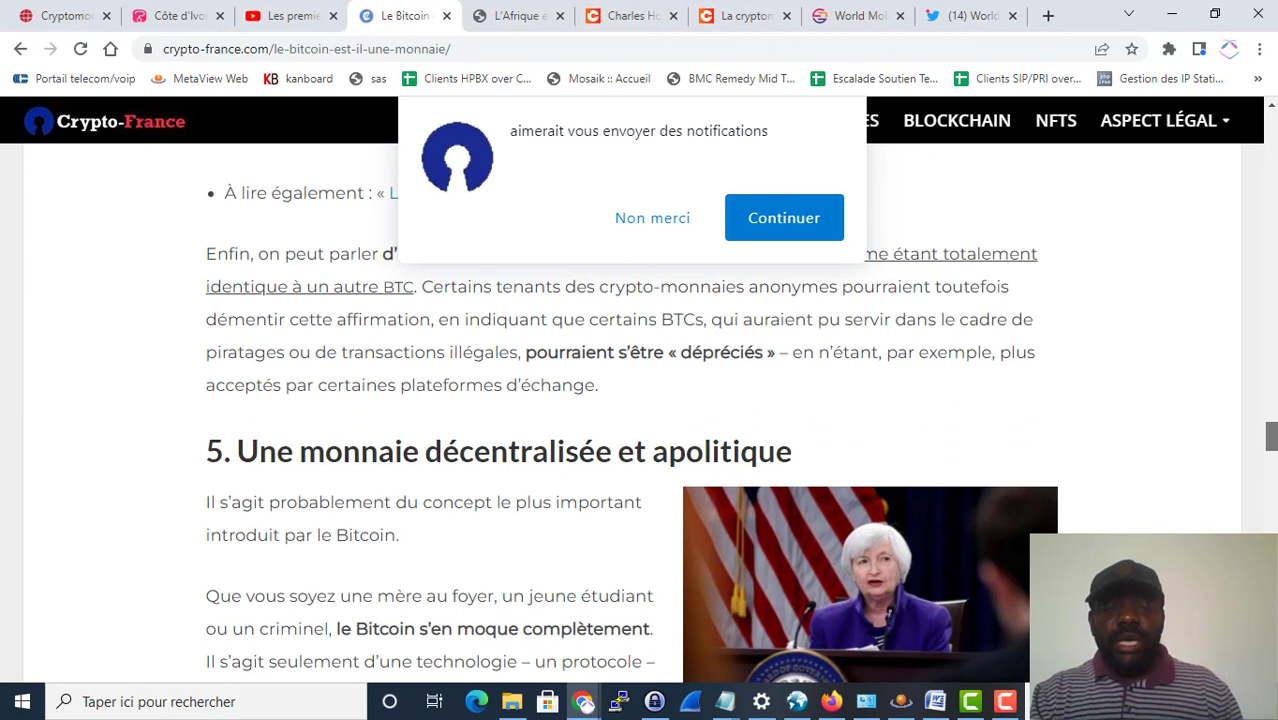 Cryptomo
Côte d'Ivo
Les premie
Le Bitcoin
L'Afrique e
Charles Ho
La cryptom
World Mo
(14) World
crypto-france.com/le-bitcoin-est-il-une-monnaie/
Portail telecom/voip
MetaView Web
KB kanboard
sas
Clients HPBX over C...
Mosaik :: Accueil
BMC Remedy Mid T...
Escalade Soutien Te...
Clients SIP/PRI over...
Gestion des IP Stati...
»
Crypto-France
ES
BLOCKCHAIN
NFTS
ASPECT LÉGAL
aimerait vous envoyer des notifications
Non merci
Continuer
• À lire également : « L
Enfin, on peut parler d'
me étant totalement
identique à un autre BTC. Certains tenants des crypto-monnaies anonymes pourraient toutefois
démentir cette affirmation, en indiquant que certains BTCs, qui auraient pu servir dans le cadre de
piratages ou de transactions illégales, pourraient s'être « dépréciés » – en n'étant, par exemple, plus
acceptés par certaines plateformes d'échange.
5. Une monnaie décentralisée et apolitique
Il s'agit probablement du concept le plus important
introduit par le Bitcoin.
Que vous soyez une mère au foyer, un jeune étudiant
ou un criminel, le Bitcoin s'en moque complètement.
Il s'agit seulement d'une technologie – un protocole –
Taper ici pour rechercher